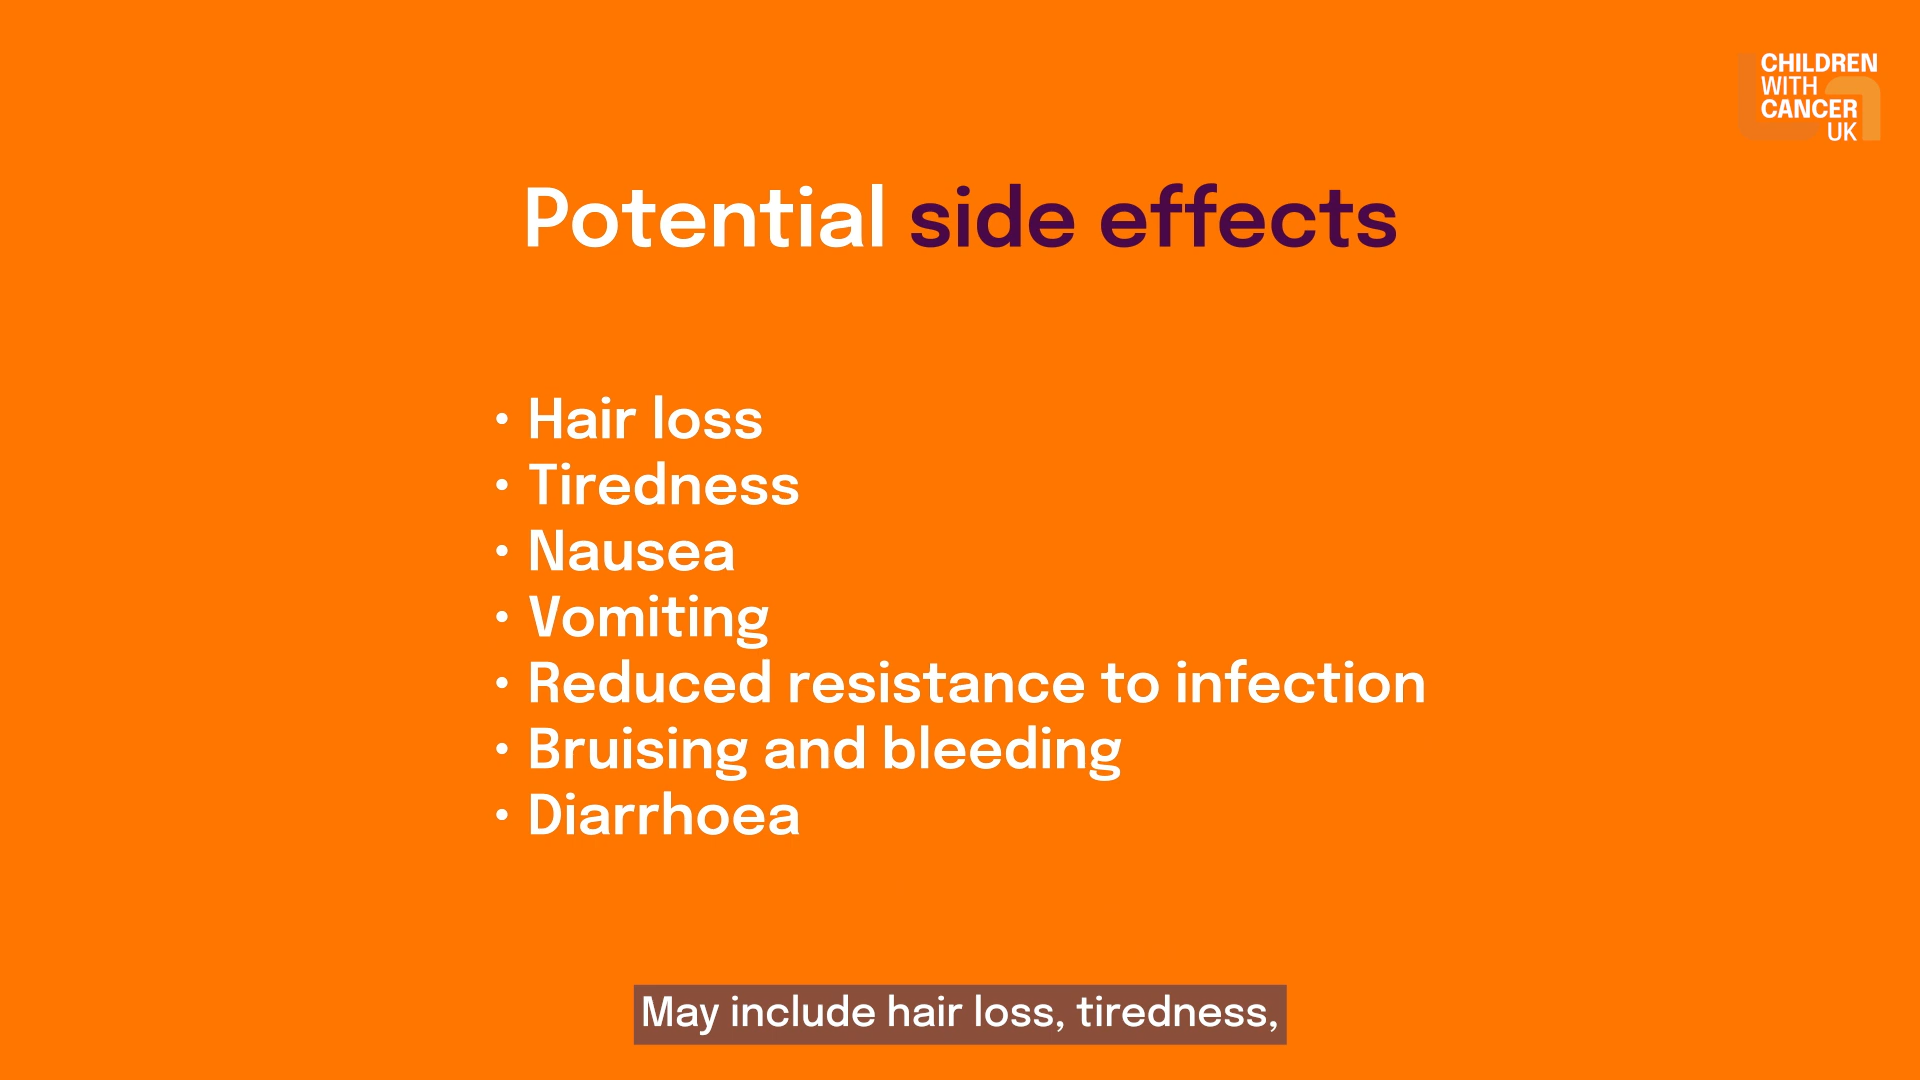 CHILDREN
WITH
CANCER
UK
Potential side effects
• Hair loss
• Tiredness
• Nausea
• Vomiting
• Reduced resistance to infection
• Bruising and bleeding
• Diarrhoea
May include hair loss, tiredness,